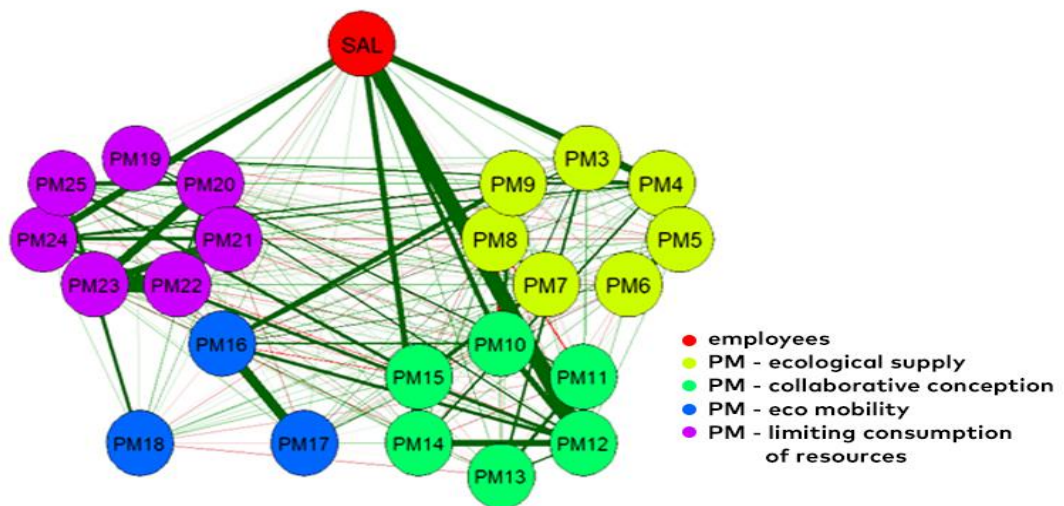 SAL
PM19
PM3
PM25
PM20
PM9
PM4
PM24
PM21
PM8
PM5
PM23
PM22
PM7
PM6
PM16
PM10
PM15
PM11
PM18
PM17
PM14
PM12
PM13
employees
PM - ecological supply
PM - collaborative conception
PM - eco mobility
PM - limiting consumption
of resources